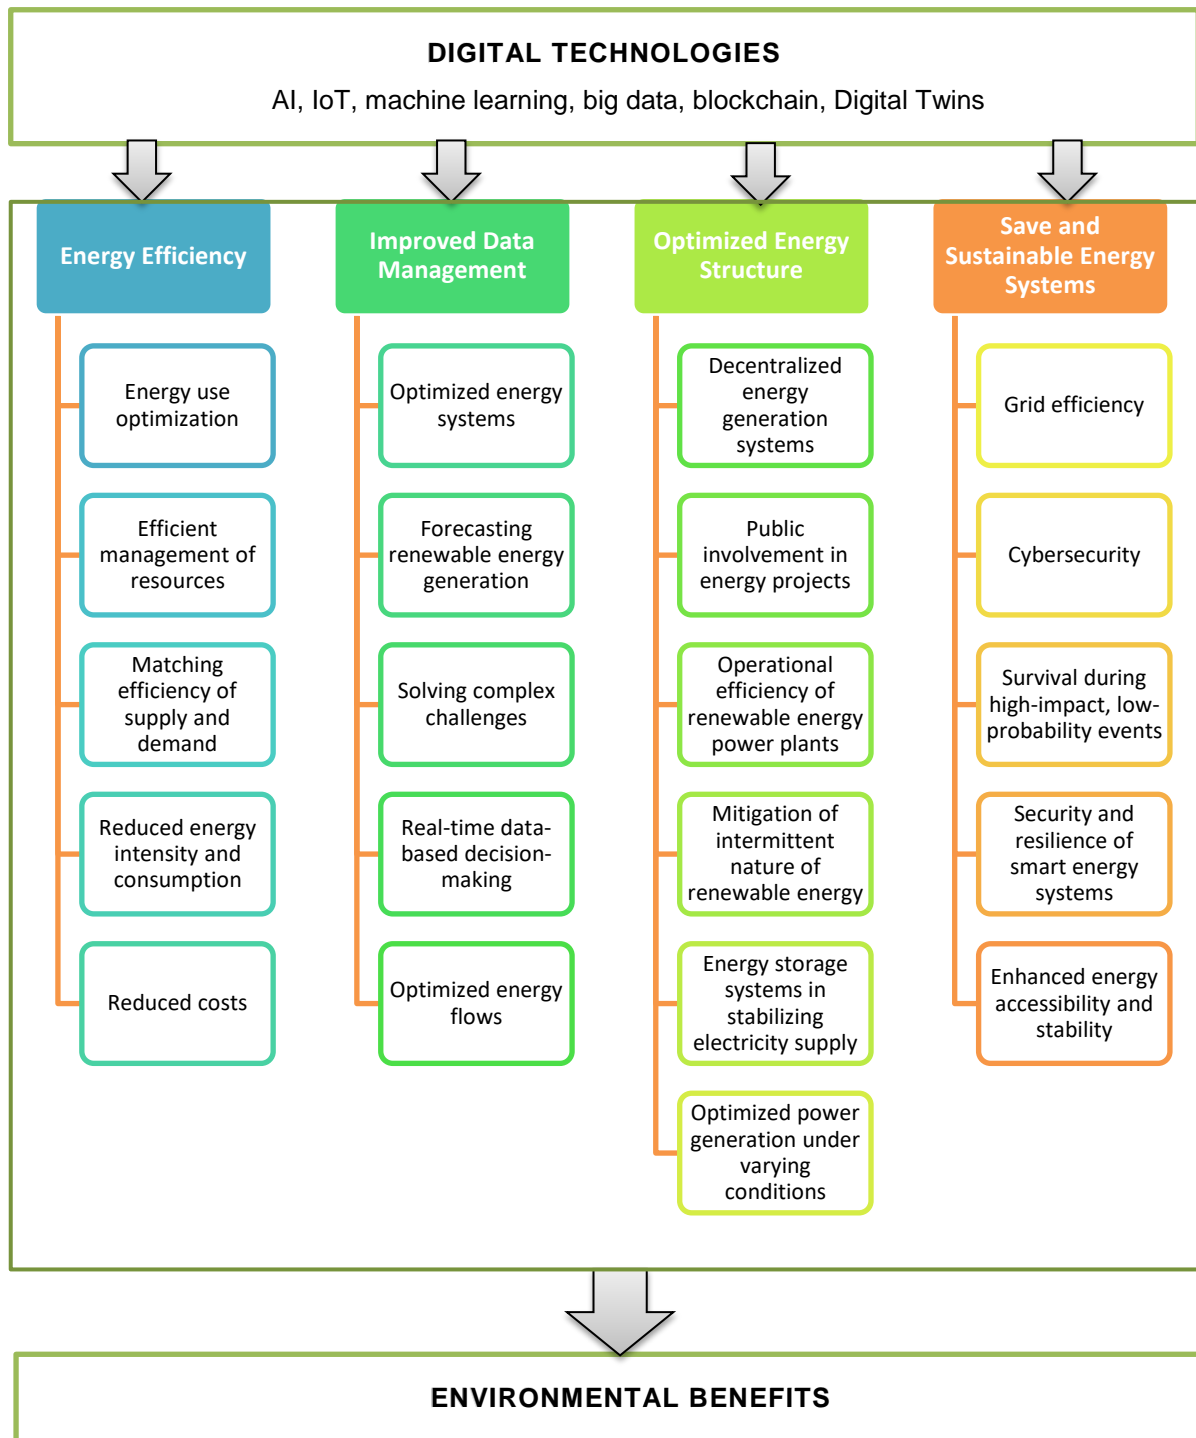 DIGITAL TECHNOLOGIES
AI, IoT, machine learning, big data, blockchain, Digital Twins
Energy Efficiency
Energy use
optimization
Efficient
management of
resources
Matching
efficiency of
supply and
demand
Reduced energy
intensity and
consumption
Reduced costs
Improved Data
Management
Optimized energy
systems
Forecasting
renewable energy
generation
Solving complex
challenges
Real-time data-
based decision-
making
Optimized energy
flows
Optimized Energy
Structure
Decentralized
energy
generation
systems
Public
involvement in
energy projects
Operational
efficiency of
renewable energy
power plants
Mitigation of
intermittent
nature of
renewable energy
Energy storage
systems in
stabilizing
electricity supply
Optimized power
generation under
varying
conditions
Save and
Sustainable Energy
Systems
Grid efficiency
Cybersecurity
Survival during
high-impact, low-
probability events
Security and
resilience of
smart energy
systems
Enhanced energy
accessibility and
stability
ENVIRONMENTAL BENEFITS